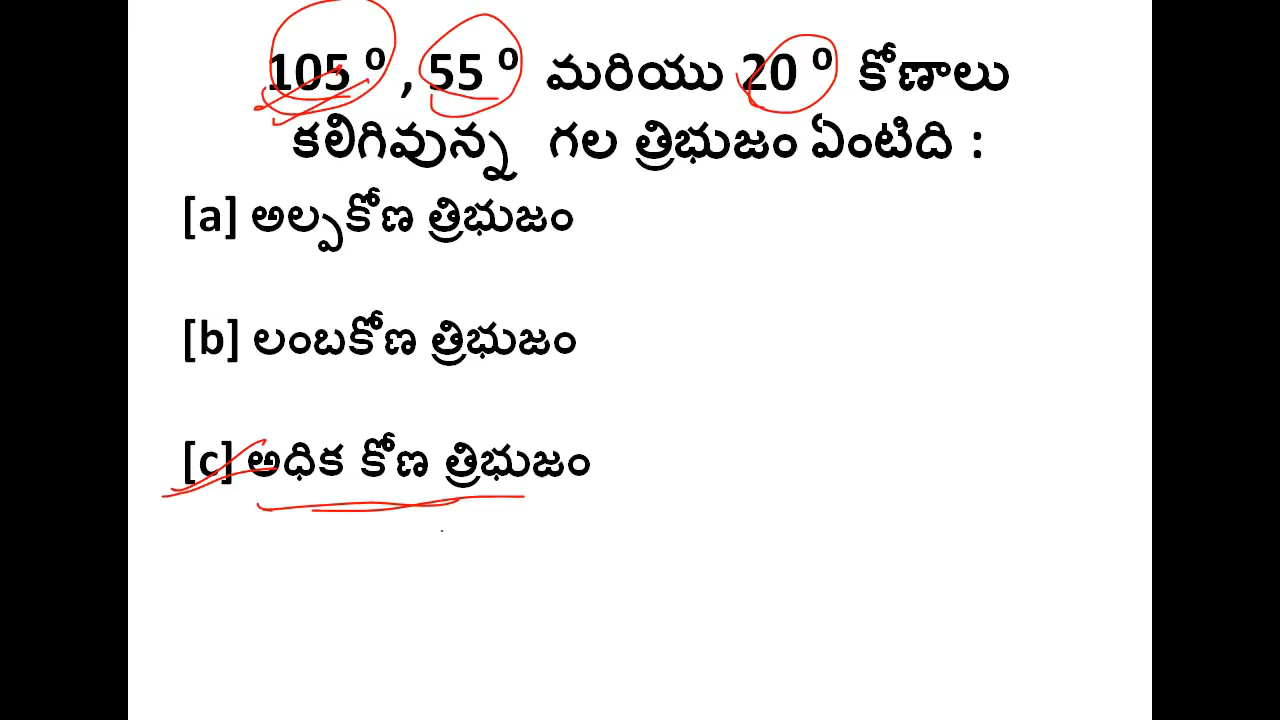 105 ⁰ , 55 ⁰ మరియు 20 ⁰ కోణాలు
కలిగివున్న గల త్రిభుజం ఏంటిది :
[a] అల్పకోణ త్రిభుజం
[b] లంబకోణ త్రిభుజం
[c] అధిక కోణ త్రిభుజం